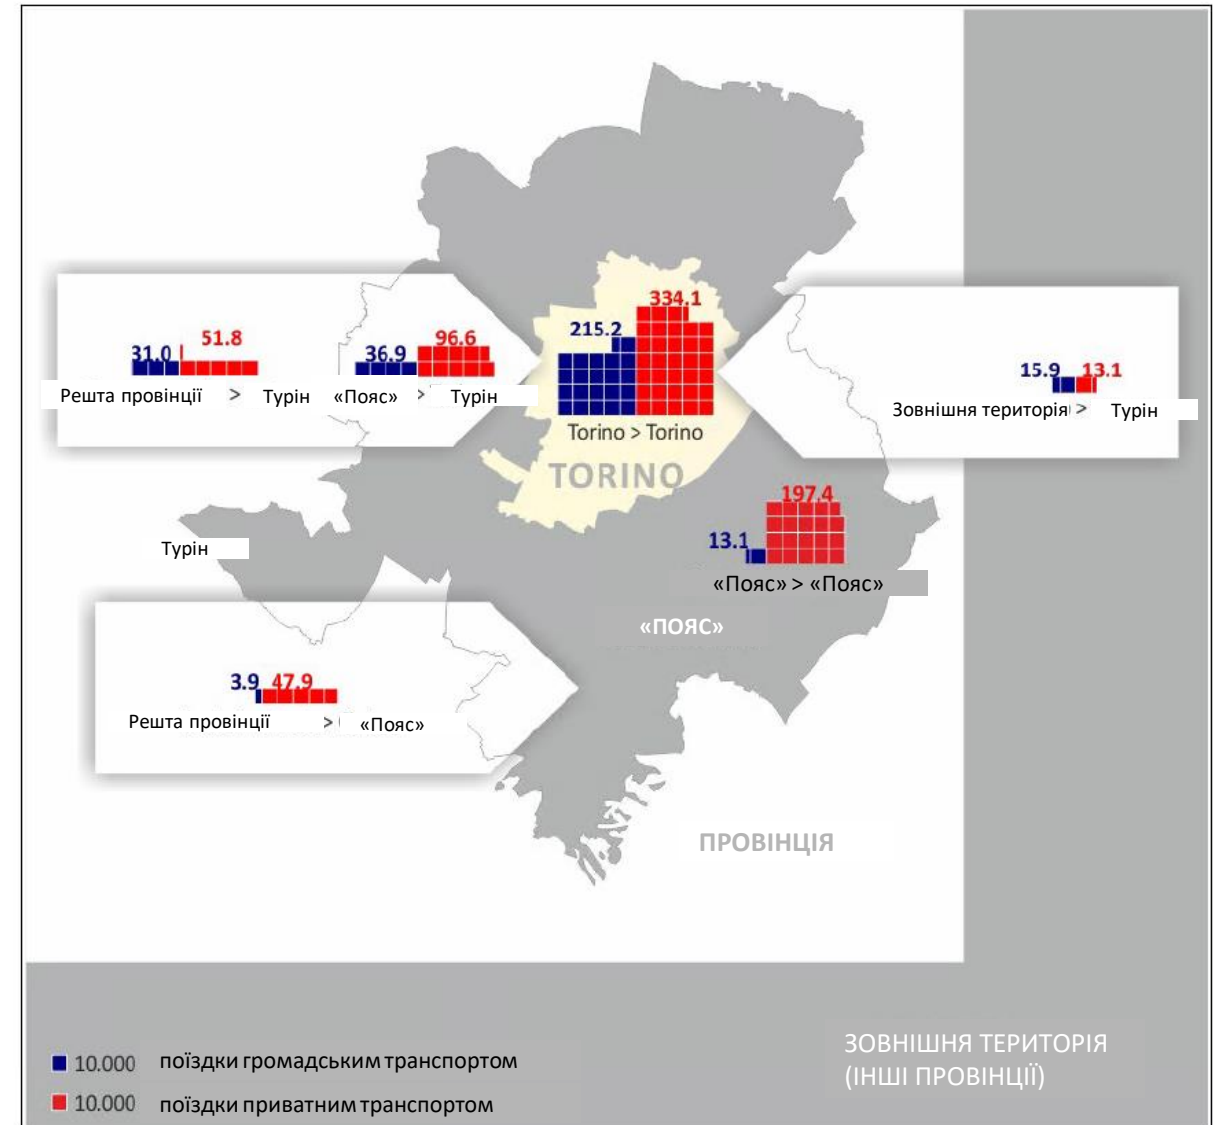 334.1
215.2
31.0 51.8
36.9 96.6
15.9 13.1
Решта провінції > Турін «Пояс» > Турін
Зовнішня територія > Турін
Torino > Torino
TORINO
197.4
13.1
Турін
«Пояс» > «Пояс»
«ПОЯС»
3.9 47.9
Решта провінції > «Пояс»
ПРОВІНЦІЯ
ЗОВНІШНЯ ТЕРИТОРІЯ
(ІНШІ ПРОВІНЦІЇ)
10.000 поїздки громадським транспортом
10.000 поїздки приватним транспортом